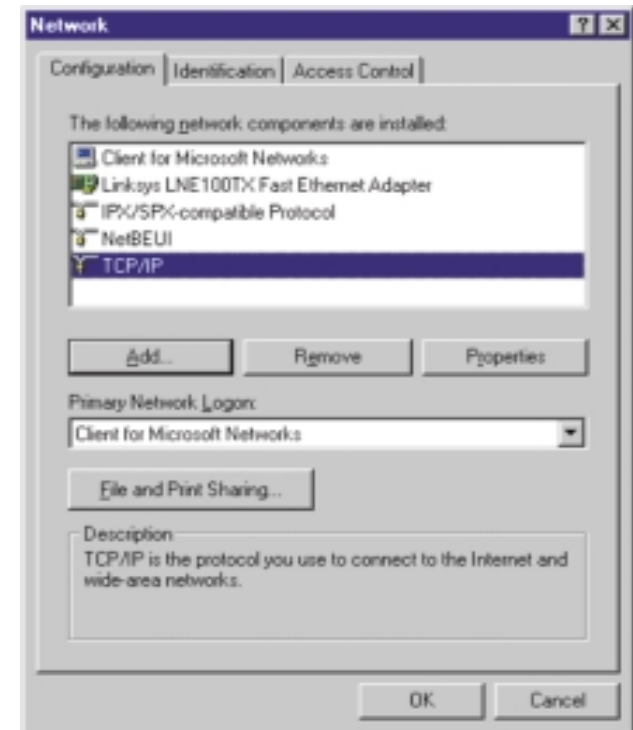 Network
Configuration Identification Access Control
The following network components are installed:
Client for Microsoft Networks
Linksys LNE100TX Fast Ethernet Adapter
IPX/SPX-compatible Protocol
NetBEUI
TCP/IP
Add... Remove Properties
Primary Network Logon:
Client for Microsoft Networks
File and Print Sharing...
Description
TCP/IP is the protocol you use to connect to the Internet and
wide-area networks.
OK Cancel